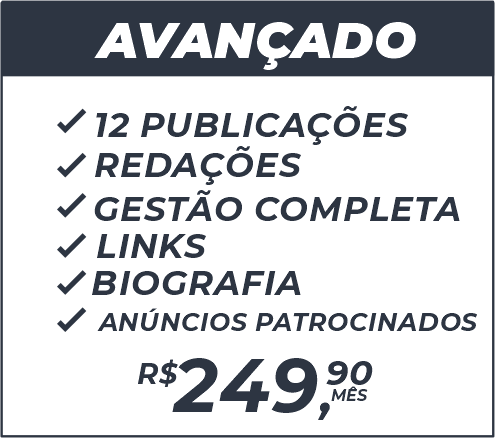 AVANÇADO
✓ 12 PUBLICAÇÕES
✓ REDAÇÕES
✓ GESTÃO COMPLETA
✓ LINKS
✓ BIOGRAFIA
✓ ANÚNCIOS PATROCINADOS
R$249,90
MÊS